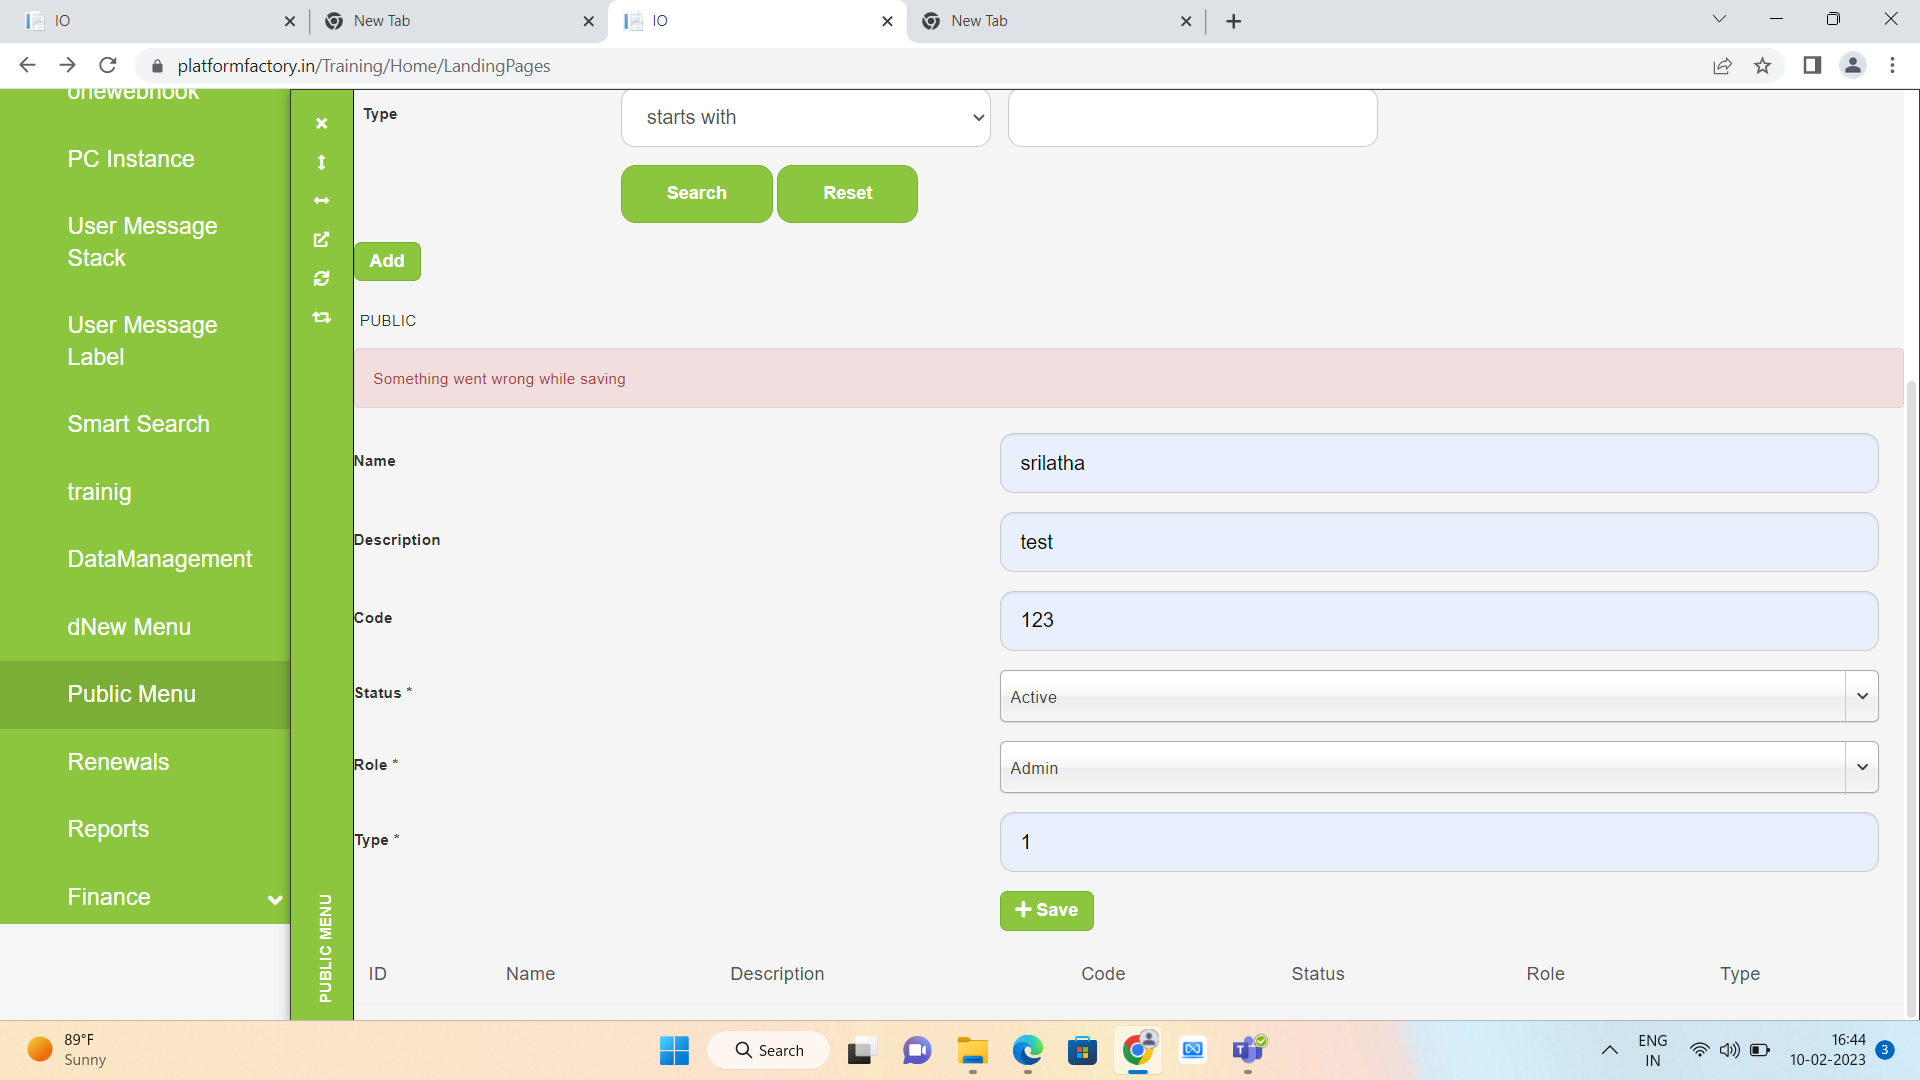 IO
New Tab
IO
New Tab
platformfactory.in/Training/Home/LandingPages
onewebhook
PC Instance
User Message
Stack
User Message
Label
Smart Search
trainig
DataManagement
dNew Menu
Public Menu
Renewals
Reports
Finance
PUBLIC MENU
Type
starts with
Search
Reset
Add
PUBLIC
Something went wrong while saving
Name
srilatha
Description
test
Code
123
Status *
Active
Role *
Admin
Type *
1
Save
ID Name Description Code Status Role Type
89°F
Sunny
Search
ENG
IN
16:44
10-02-2023
3